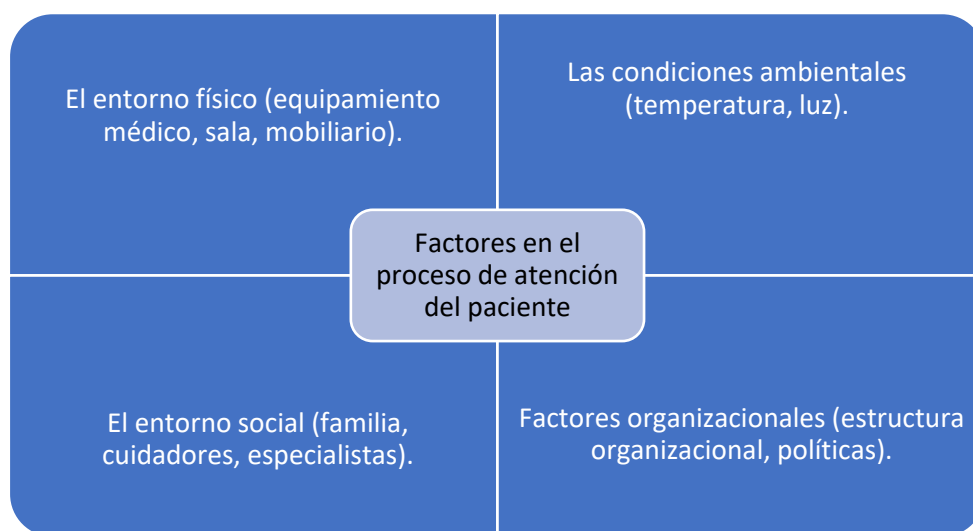 El entorno físico (equipamiento
médico, sala, mobiliario).
Las condiciones ambientales
(temperatura, luz).
Factores en el
proceso de atención
del paciente
El entorno social (familia,
cuidadores, especialistas).
Factores organizacionales (estructura
organizacional, políticas).